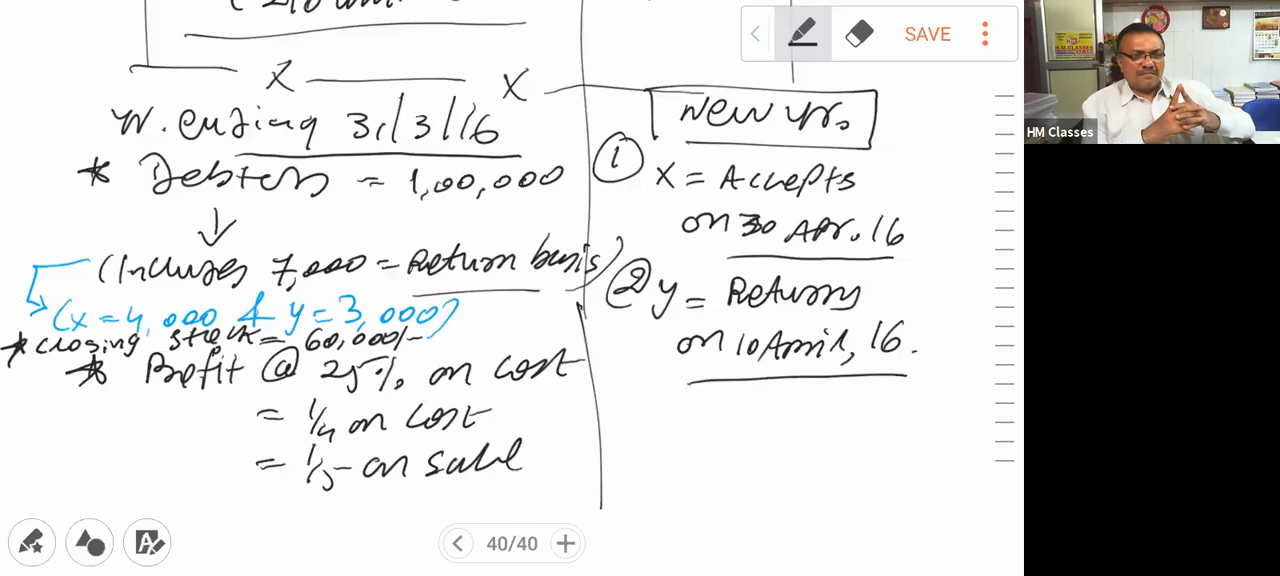 SAVE
x x
Yr. ending 31/3/16
* Debtors = 1,00,000
↓
(Includes 7,000 = Return basis)
(x = 4,000 & y = 3,000)
* closing stock = 60,000/-
* Profit @ 25% on cost
= 1/4 on cost
= 1/5 on sale
New yr.
① x = Accepts
on 30 Apr. 16
② y = Returns
on 10 April, 16.
40/40
HM Classes
H.M.CLASSES